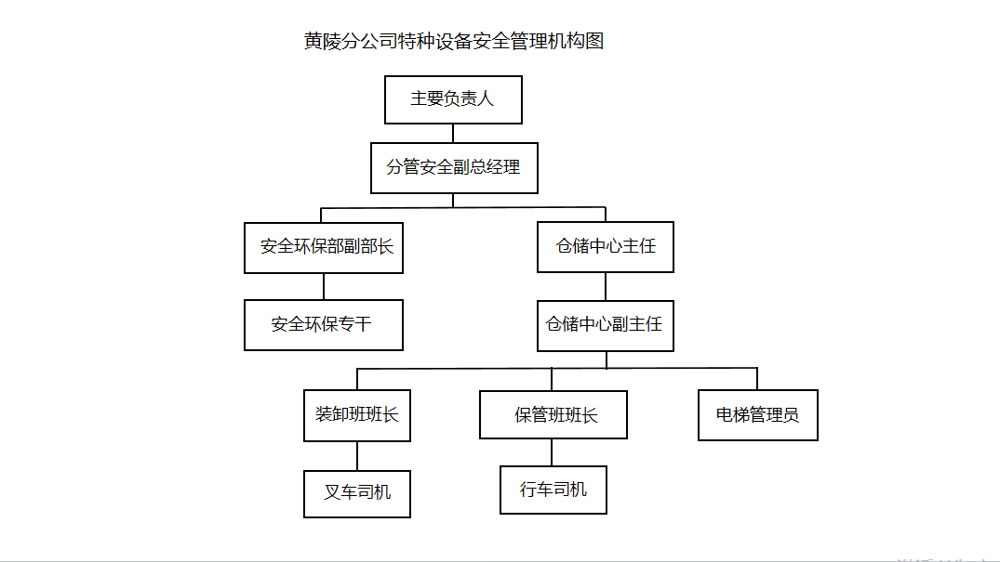 黄陵分公司特种设备安全管理机构图
主要负责人
分管安全副总经理
安全环保部副部长
仓储中心主任
安全环保专干
仓储中心副主任
装卸班班长
保管班班长
电梯管理员
叉车司机
行车司机